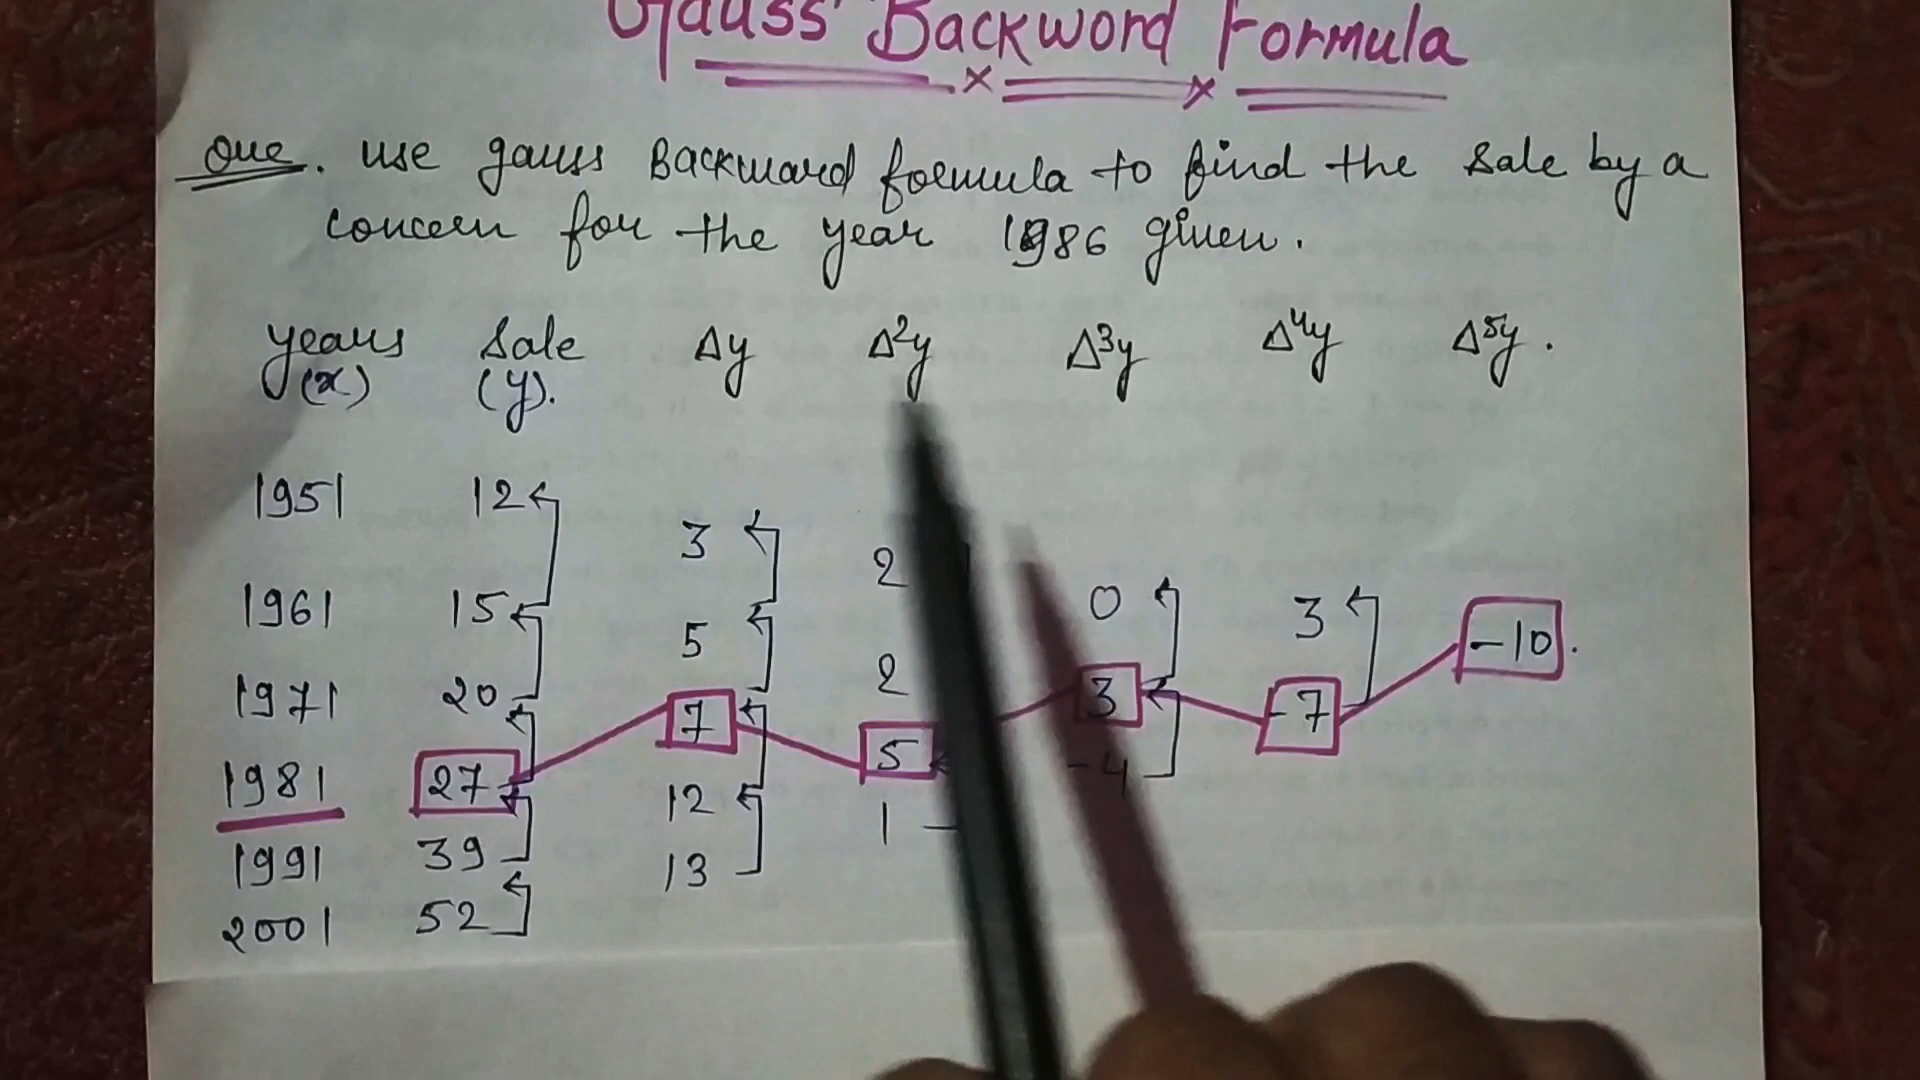 Gauss' Backword Formula
Que. use gauss Backward formula to find the sale by a
concern for the year 1986 given.
years (x) Sale (y). Δy Δ²y Δ³y Δ⁴y Δ⁵y.
1951 12
3
1961 15 2
5 0
1971 20 2 3
7 3 -10.
1981 27 5 -7
12 -4
1991 39 1
13
2001 52